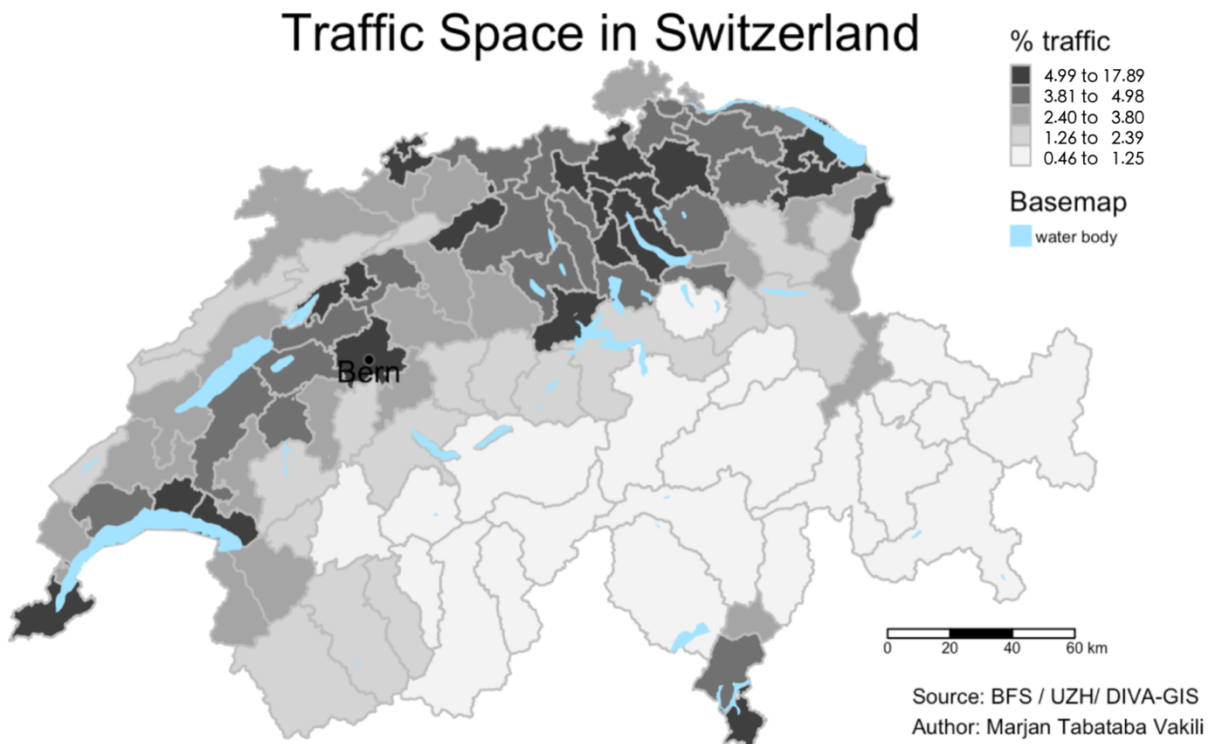 Traffic Space in Switzerland
% traffic
4.99 to 17.89
3.81 to 4.98
2.40 to 3.80
1.26 to 2.39
0.46 to 1.25
Basemap
water body
Bern
0 20 40 60 km
Source: BFS / UZH/ DIVA-GIS
Author: Marjan Tabataba Vakili